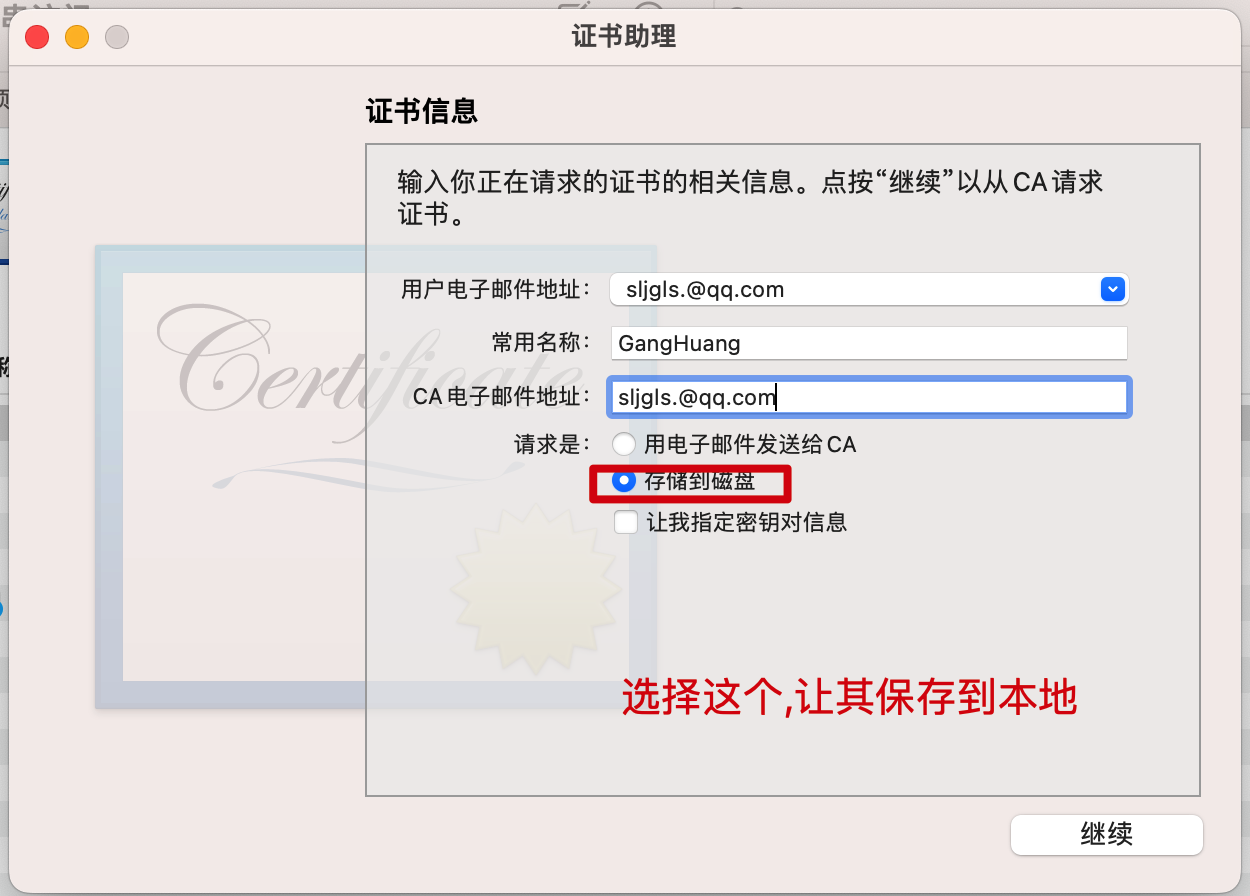 证书助理
证书信息
输入你正在请求的证书的相关信息。点按“继续”以从 CA 请求
证书。
用户电子邮件地址： sljgls.@qq.com
常用名称： GangHuang
CA 电子邮件地址： sljgls.@qq.com
请求是： 用电子邮件发送给 CA
存储到磁盘
让我指定密钥对信息
Certificate
选择这个,让其保存到本地
继续